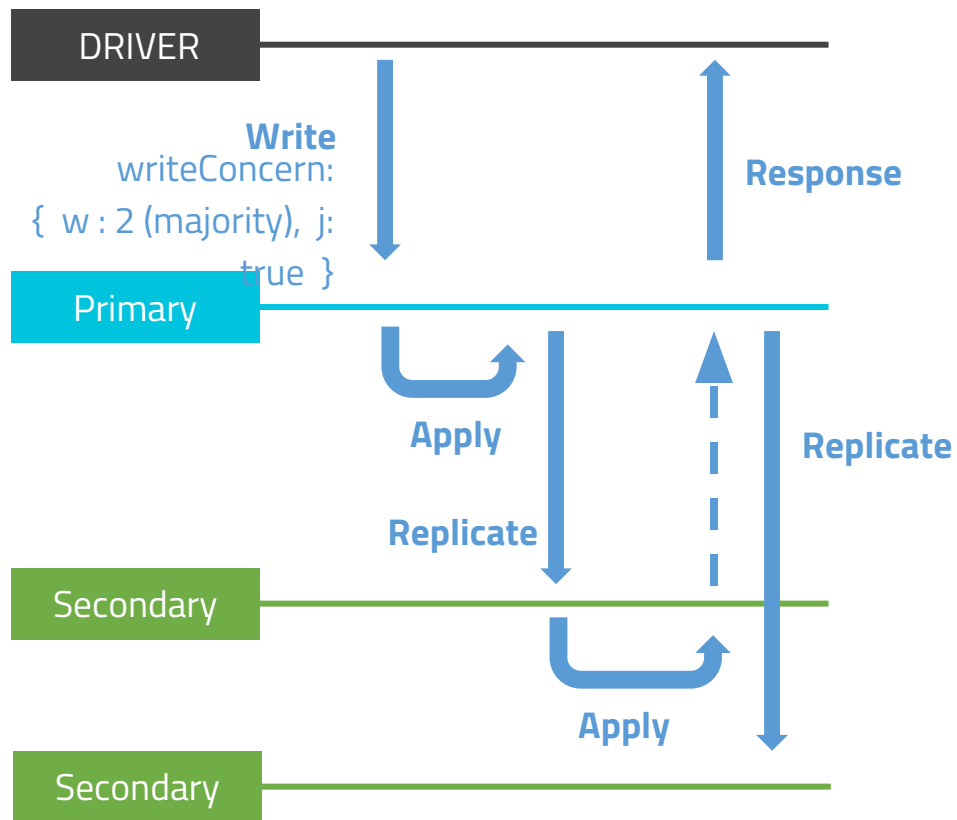 DRIVER
Write
writeConcern:
{ w : 2 (majority), j:
true }
Response
Primary
Apply
Replicate
Replicate
Secondary
Apply
Secondary